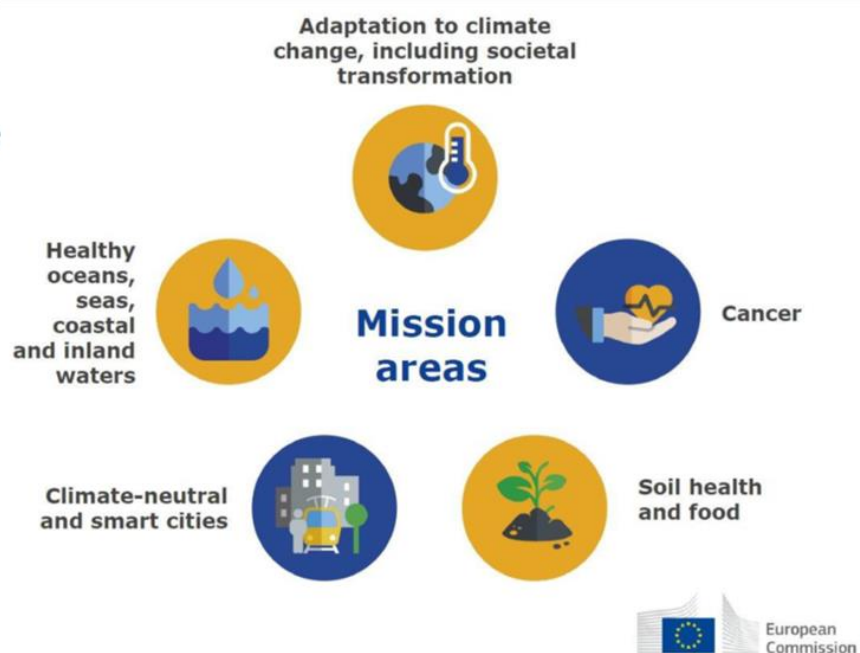 Adaptation to climate
change, including societal
transformation
Healthy
oceans,
seas,
coastal
and inland
waters
Mission
areas
Cancer
Climate-neutral
and smart cities
Soil health
and food
European
Commission